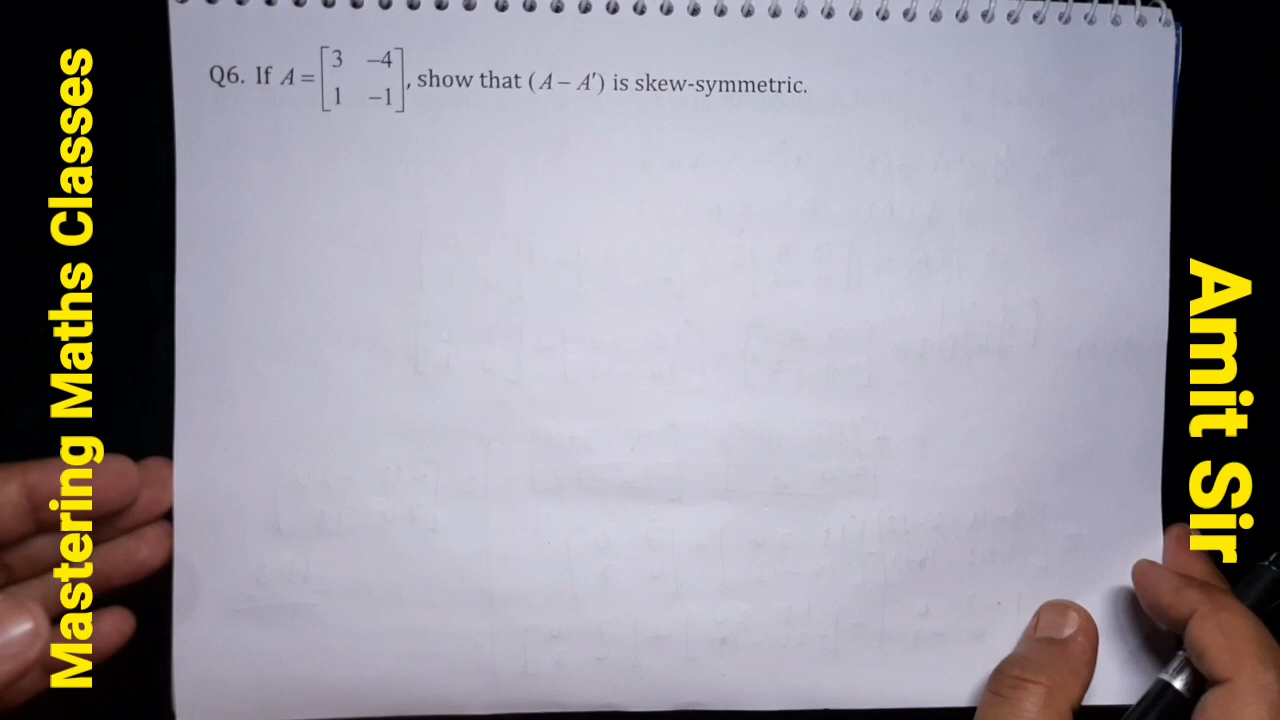 Mastering Maths Classes
Q6. If A = [3 −4
1 −1], show that (A − A′) is skew-symmetric.
Amit Sir